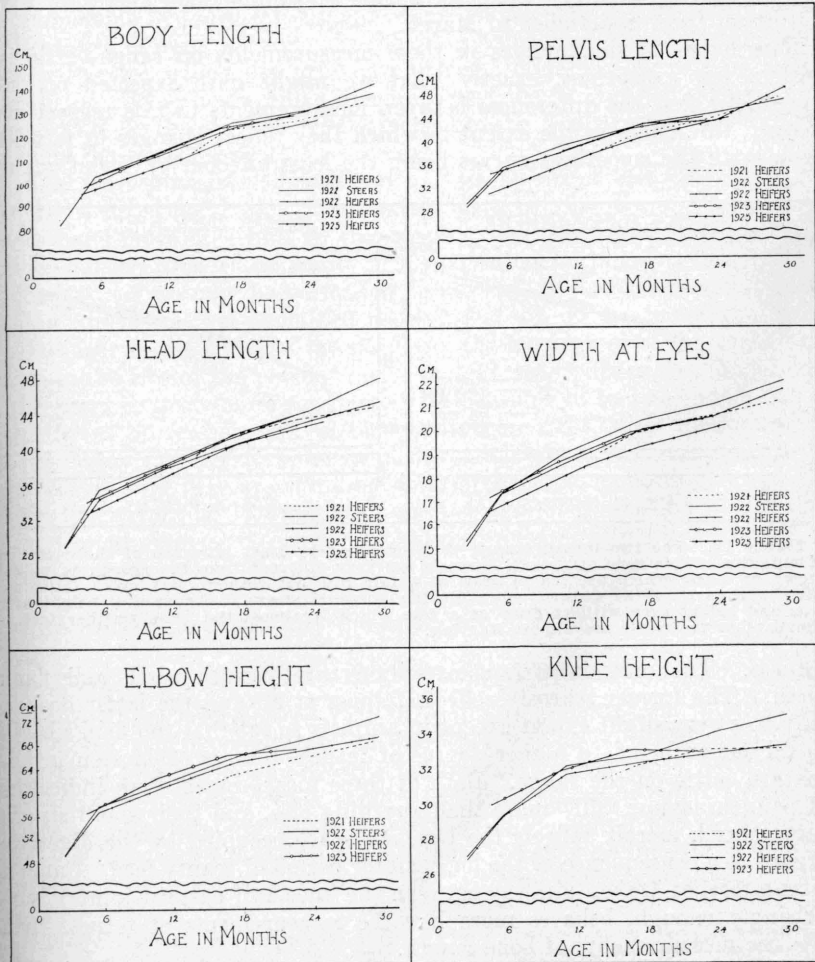 BODY LENGTH
CM.
150
140
130
120
110
100
90
80
0
0 6 12 18 24 30
1921 HEIFERS
1922 STEERS
1922 HEIFERS
1923 HEIFERS
1925 HEIFERS
AGE IN MONTHS
PELVIS LENGTH
CM.
48
44
40
36
32
28
0
0 6 12 18 24 30
1921 HEIFERS
1922 STEERS
1922 HEIFERS
1923 HEIFERS
1925 HEIFERS
AGE IN MONTHS
HEAD LENGTH
CM.
48
44
40
36
32
28
0
0 6 12 18 24 30
1921 HEIFERS
1922 STEERS
1922 HEIFERS
1923 HEIFERS
1925 HEIFERS
AGE IN MONTHS
WIDTH AT EYES
CM.
22
21
20
19
18
17
16
15
0
0 6 12 18 24 30
1921 HEIFERS
1922 STEERS
1922 HEIFERS
1923 HEIFERS
1925 HEIFERS
AGE IN MONTHS
ELBOW HEIGHT
CM.
72
68
64
60
56
52
48
0
0 6 12 18 24 30
1921 HEIFERS
1922 STEERS
1922 HEIFERS
1923 HEIFERS
AGE IN MONTHS
KNEE HEIGHT
CM.
36
34
32
30
28
26
0
0 6 12 18 24 30
1921 HEIFERS
1922 STEERS
1922 HEIFERS
1923 HEIFERS
AGE IN MONTHS